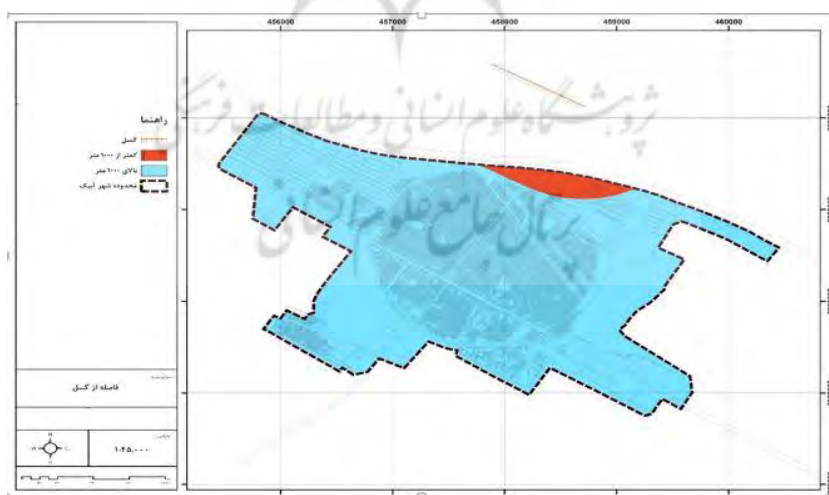 456000 457000 458000 459000 460000
پژوهشگاه علوم انسانی و مطالعات فرهنگی
پرتال جامع علوم انسانی
راهنما
گسل
کمتر از ۱۰۰۰ متر
بالای ۱۰۰۰ متر
محدوده شهر آبیک
فاصله از گسل
۱:۲۵,۰۰۰